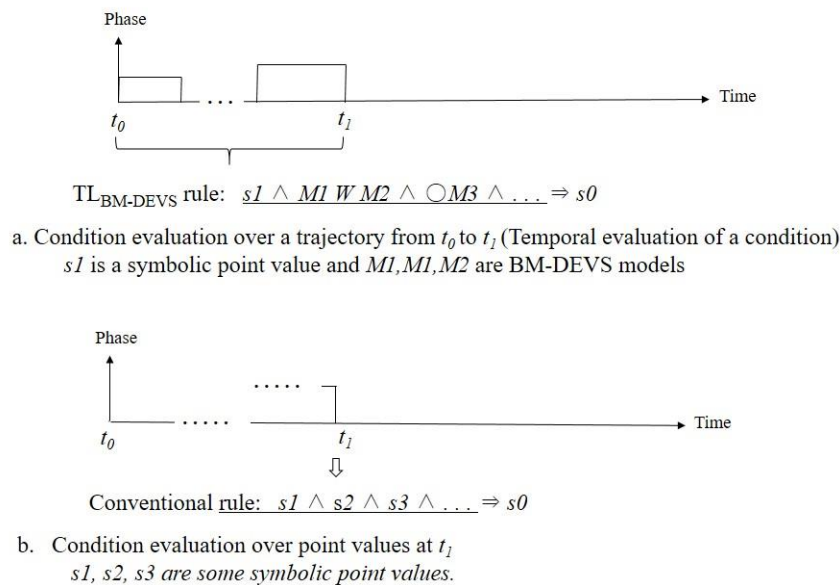 Phase
...
Time
t0 t1
TLBM-DEVS rule: s1 ∧ M1 W M2 ∧ ○M3 ∧ ... ⇒ s0
a. Condition evaluation over a trajectory from t0 to t1 (Temporal evaluation of a condition)
s1 is a symbolic point value and M1,M1,M2 are BM-DEVS models
Phase
.....
..... Time
t0 t1
Conventional rule: s1 ∧ s2 ∧ s3 ∧ ... ⇒ s0
b. Condition evaluation over point values at t1
s1, s2, s3 are some symbolic point values.